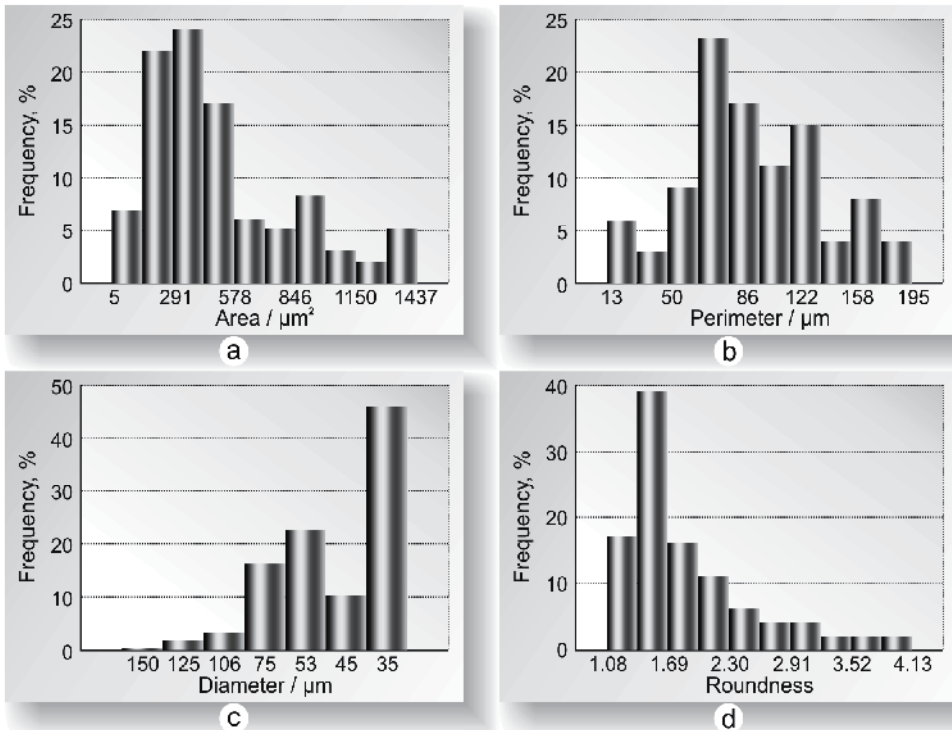 25
20
15
10
5
0
Frequency, %
5 291 578 846 1150 1437
Area / µm²
a
25
20
15
10
5
0
Frequency, %
13 50 86 122 158 195
Perimeter / µm
b
50
40
30
20
10
0
Frequency, %
150 125 106 75 53 45 35
Diameter / µm
c
40
30
20
10
0
Frequency, %
1.08 1.69 2.30 2.91 3.52 4.13
Roundness
d